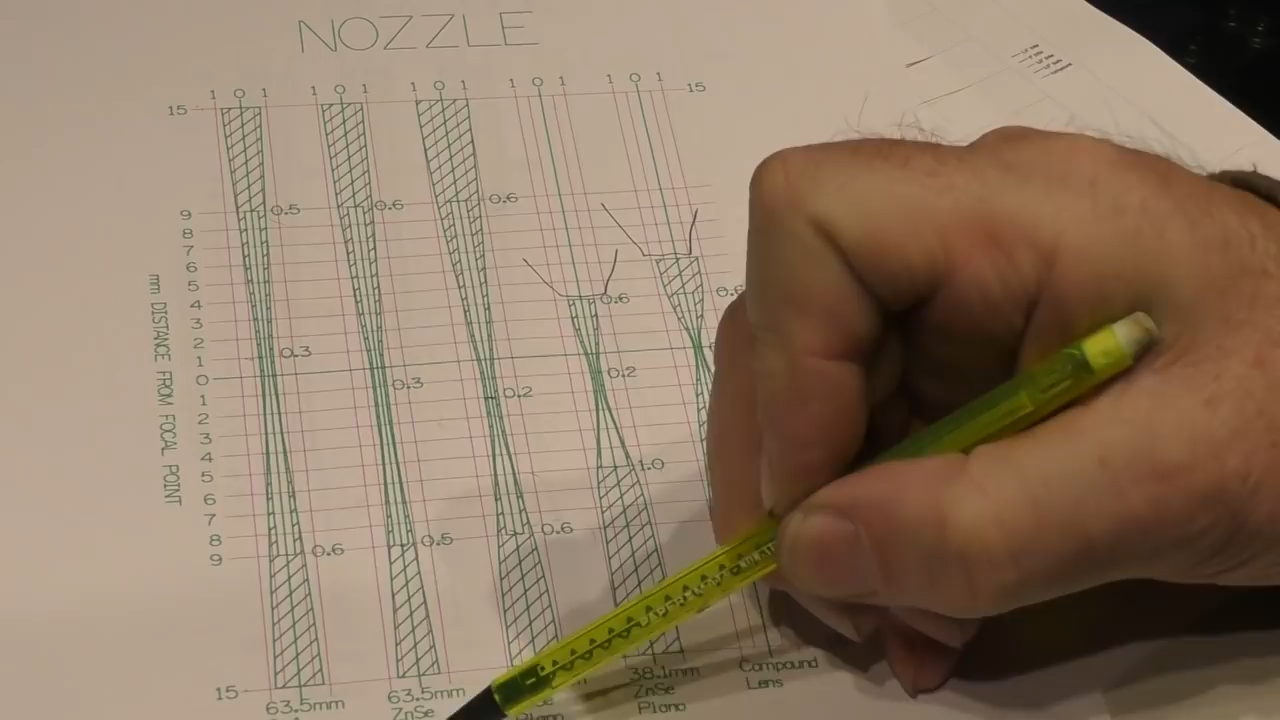 NOZZLE
1 0 1 1 0 1 1 0 1 1 0 1 1 0 1
15 15
9 0.5 0.6 0.6
8
7
6
5 0.6
4 0.6
3
2
1 0.3
0 0.3 0.2 0.2
1
2
3
4
5 1.0
6
7
8
9 0.6 0.5 0.6
mm DISTANCE FROM FOCAL POINT
15
63.5mm
63.5mm
ZnSe
Plano
38.1mm
ZnSe
Plano
Compound
Lens